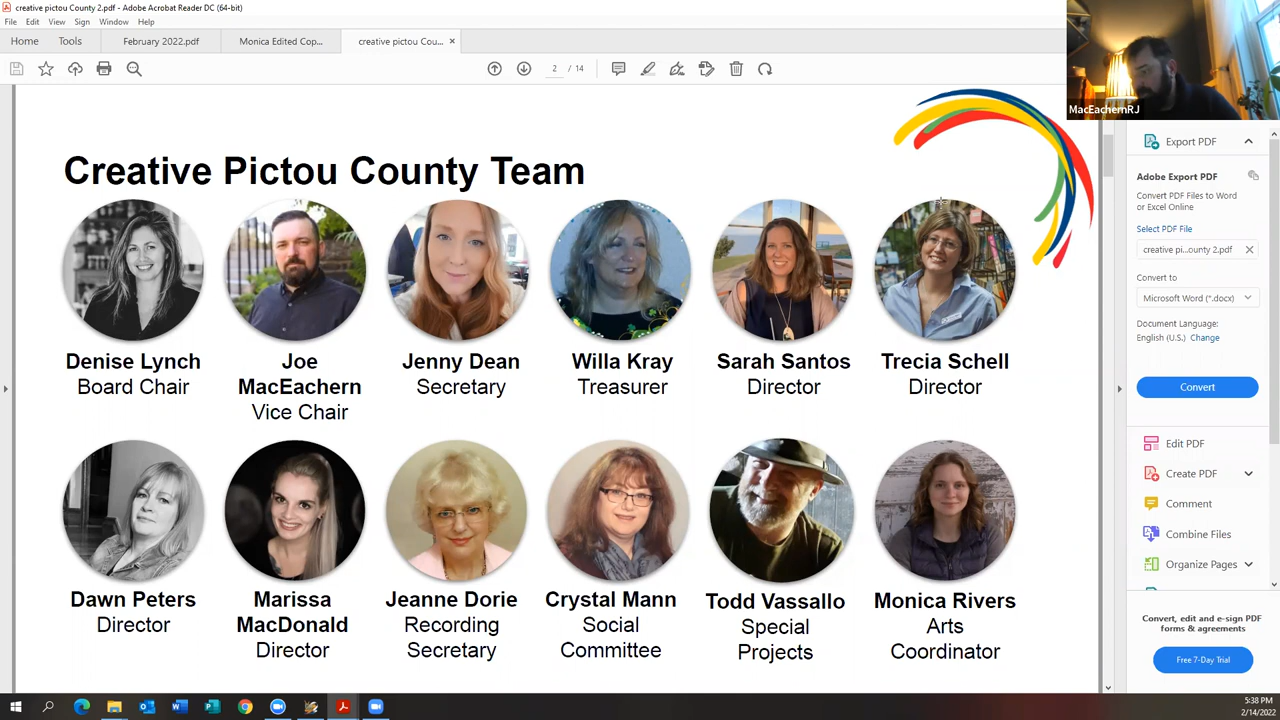 creative pictou County 2.pdf - Adobe Acrobat Reader DC (64-bit)
File Edit View Sign Window Help
Home Tools February 2022.pdf Monica Edited Cop... creative pictou Cou... ×
2 / 14
MacEachernRJ
Creative Pictou County Team
Denise Lynch
Board Chair
Joe
MacEachern
Vice Chair
Jenny Dean
Secretary
Willa Kray
Treasurer
Sarah Santos
Director
Trecia Schell
Director
Dawn Peters
Director
Marissa
MacDonald
Director
Jeanne Dorie
Recording
Secretary
Crystal Mann
Social
Committee
Todd Vassallo
Special
Projects
Monica Rivers
Arts
Coordinator
Export PDF
Adobe Export PDF
Convert PDF Files to Word
or Excel Online
Select PDF File
creative pi...ounty 2.pdf
Convert to
Microsoft Word (*.docx)
Document Language:
English (U.S.) Change
Convert
Edit PDF
Create PDF
Comment
Combine Files
Organize Pages
Convert, edit and e-sign PDF
forms & agreements
Free 7-Day Trial
5:38 PM
2/14/2022